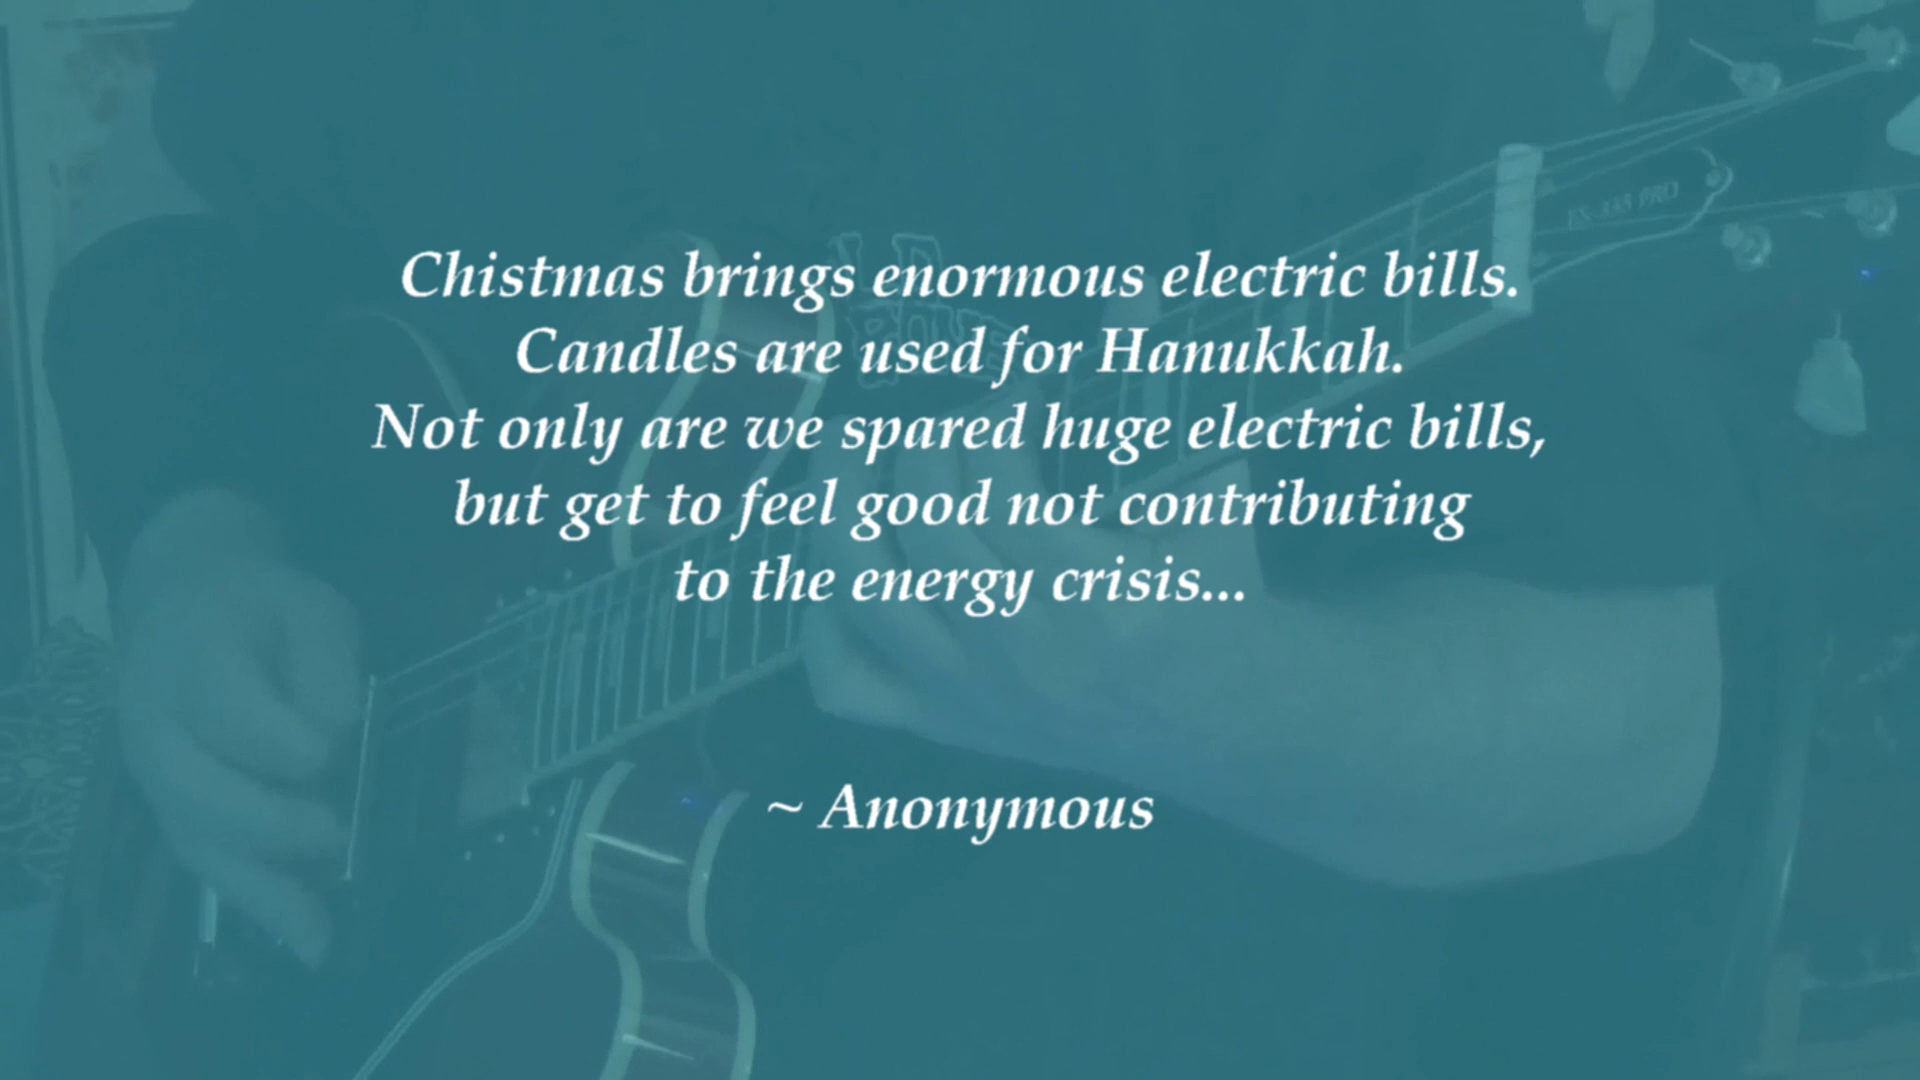 Chistmas brings enormous electric bills.
Candles are used for Hanukkah.
Not only are we spared huge electric bills,
but get to feel good not contributing
to the energy crisis...
~ Anonymous